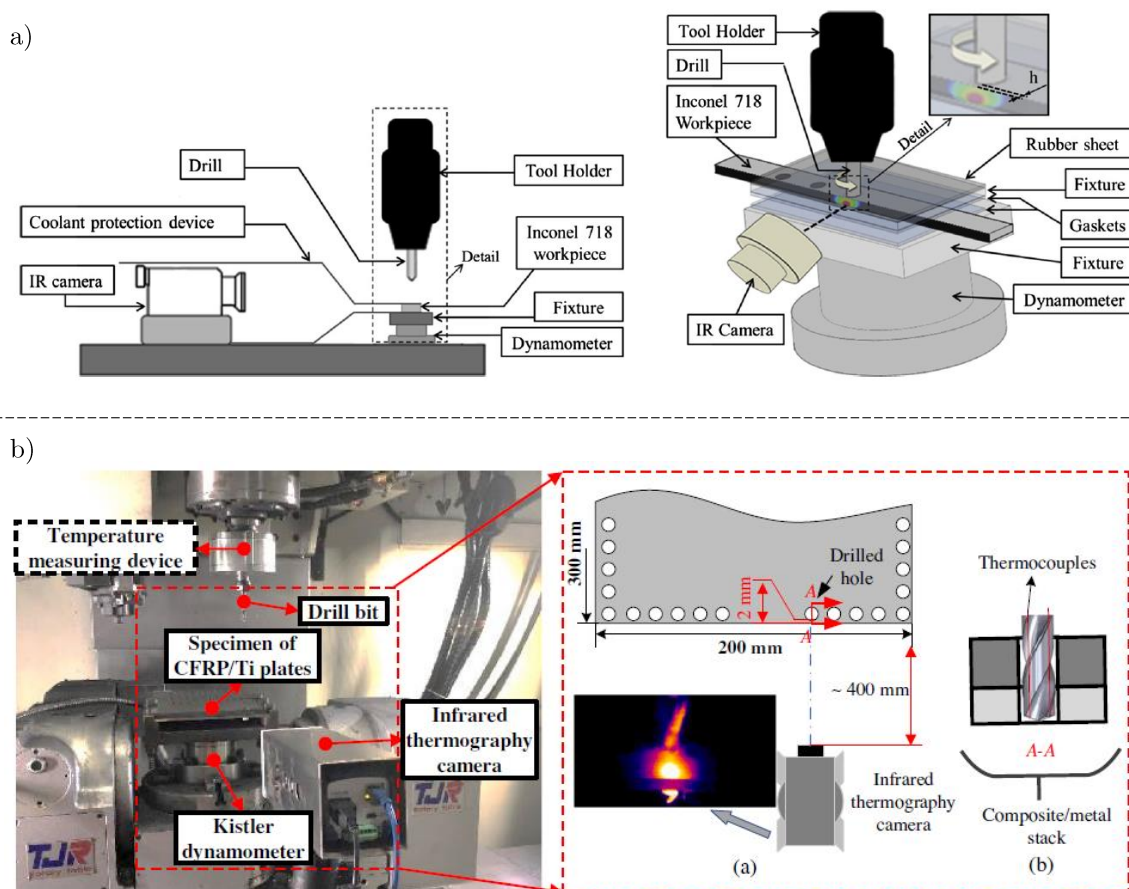 a)
Drill
Tool Holder
Coolant protection device
Inconel 718
workpiece
Detail
IR camera
Fixture
Dynamometer
Tool Holder
Drill
Inconel 718
Workpiece
h
Detail
Rubber sheet
Fixture
Gaskets
Fixture
Dynamometer
IR Camera
b)
Temperature
measuring device
Drill bit
Specimen of
CFRP/Ti plates
Infrared
thermography
camera
Kistler
dynamometer
TJR
TJR
300 mm
2 mm
A
A
Drilled
hole
200 mm
~ 400 mm
Infrared
thermography
camera
(a)
Thermocouples
A-A
Composite/metal
stack
(b)